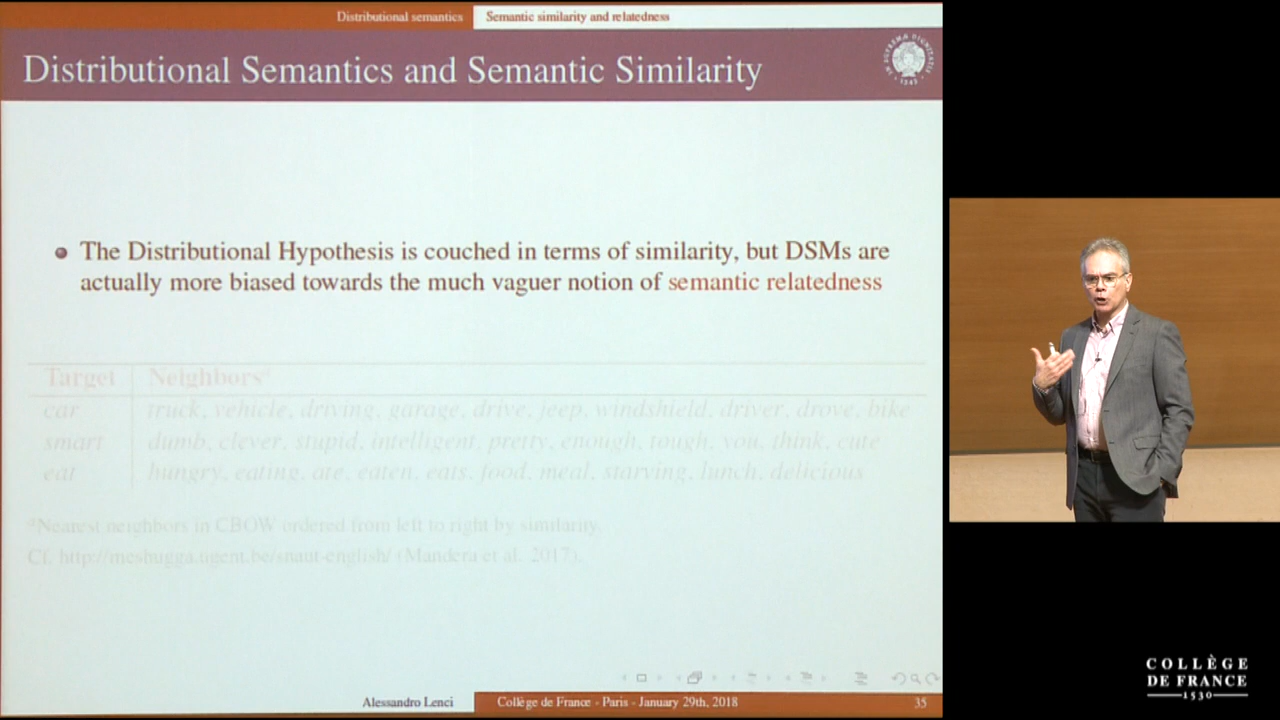 Distributional semantics Semantic similarity and relatedness
Distributional Semantics and Semantic Similarity
The Distributional Hypothesis is couched in terms of similarity, but DSMs are
actually more biased towards the much vaguer notion of semantic relatedness
Target Neighborsᵃ
car truck, vehicle, driving, garage, drive, jeep, windshield, driver, drove, bike
smart dumb, clever, stupid, intelligent, pretty, enough, tough, you, think, cute
eat hungry, eating, ate, eaten, eats, food, meal, starving, lunch, delicious
ᵃNearest neighbors in CBOW ordered from left to right by similarity.
Cf. http://meshugga.ugent.be/snaut-english/ (Mandera et al. 2017).
Alessandro Lenci Collège de France - Paris - January 29th, 2018 35
COLLÈGE
DE FRANCE
1530